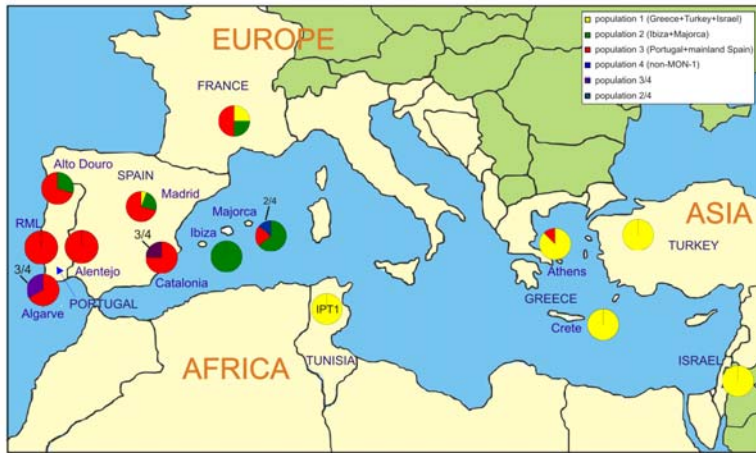 EUROPE
FRANCE
Alto Douro
SPAIN
Madrid
RML
Majorca
2/4
Ibiza
3/4
3/4
Alentejo
Catalonia
PORTUGAL
Algarve
AFRICA
IPT1
TUNISIA
Athens
GREECE
Crete
ASIA
TURKEY
ISRAEL
population 1 (Greece+Turkey+Israel)
population 2 (Ibiza+Majorca)
population 3 (Portugal+mainland Spain)
population 4 (non-MON-1)
population 3/4
population 2/4